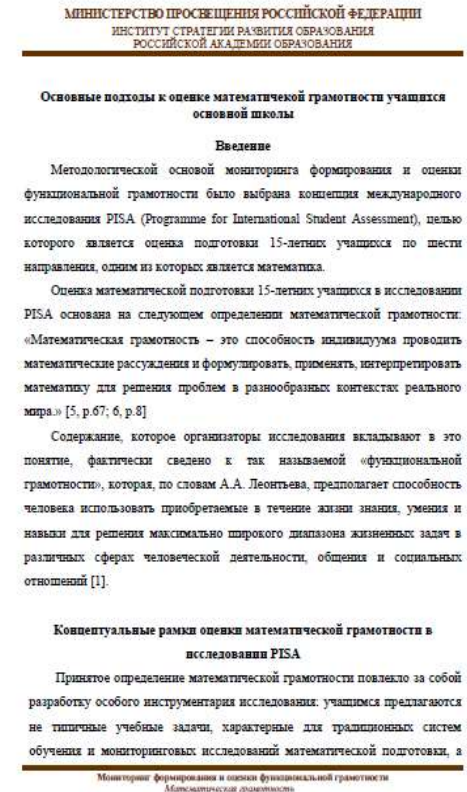 МИНИСТЕРСТВО ПРОСВЕЩЕНИЯ РОССИЙСКОЙ ФЕДЕРАЦИИ
ИНСТИТУТ СТРАТЕГИИ РАЗВИТИЯ ОБРАЗОВАНИЯ
РОССИЙСКОЙ АКАДЕМИИ ОБРАЗОВАНИЯ
Основные подходы к оценке математичекой грамотности учащихся
основной школы
Введение
Методологической основой мониторинга формирования и оценки
функциональной грамотности было выбрана концепция международного
исследования PISA (Programme for International Student Assessment), целью
которого является оценка подготовки 15-летних учащихся по шести
направления, одним из которых является математика.
Оценка математической подготовки 15-летних учащихся в исследовании
PISA основана на следующем определении математической грамотности:
«Математическая грамотность – это способность индивидуума проводить
математические рассуждения и формулировать, применять, интерпретировать
математику для решения проблем в разнообразных контекстах реального
мира.» [5, p.67; 6, p.8]
Содержание, которое организаторы исследования вкладывают в это
понятие, фактически сведено к так называемой «функциональной
грамотности», которая, по словам А.А. Леонтьева, предполагает способность
человека использовать приобретаемые в течение жизни знания, умения и
навыки для решения максимально широкого диапазона жизненных задач в
различных сферах человеческой деятельности, общения и социальных
отношений [1].
Концептуальные рамки оценки математической грамотности в
исследовании PISA
Принятое определение математической грамотности повлекло за собой
разработку особого инструментария исследования: учащимся предлагаются
не типичные учебные задачи, характерные для традиционных систем
обучения и мониторинговых исследований математической подготовки, а
Мониторинг формирования и оценки функциональной грамотности
Математическая грамотность